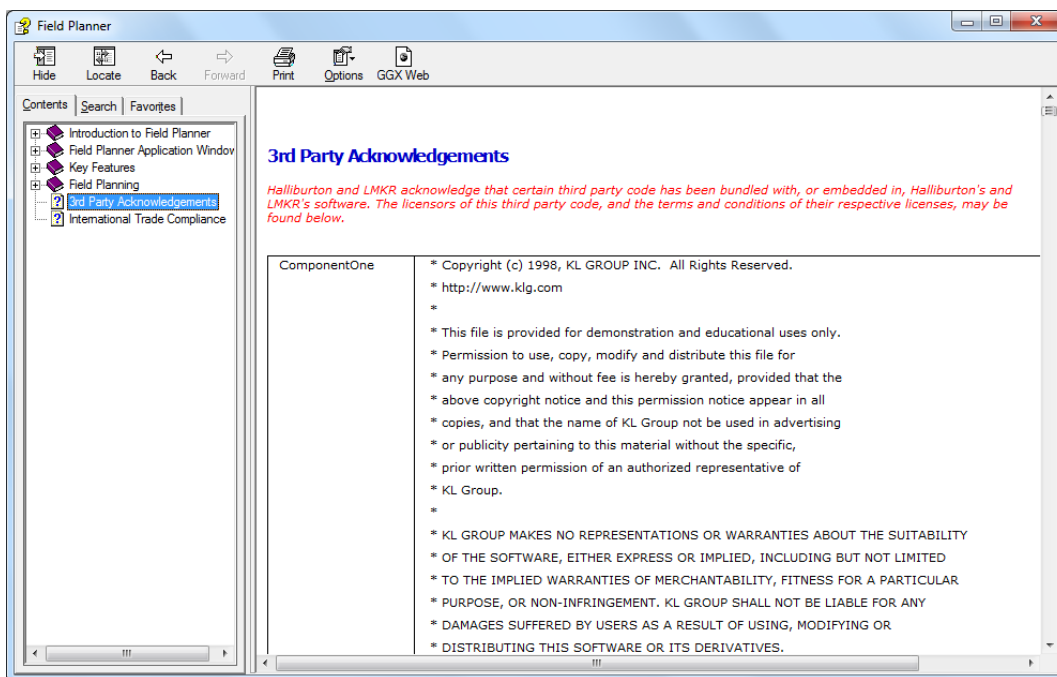 Field Planner
Hide Locate Back Forward Print Options GGX Web
Contents Search Favorites
Introduction to Field Planner
Field Planner Application Window
Key Features
Field Planning
3rd Party Acknowledgements
International Trade Compliance
3rd Party Acknowledgements
Halliburton and LMKR acknowledge that certain third party code has been bundled with, or embedded in, Halliburton's and
LMKR's software. The licensors of this third party code, and the terms and conditions of their respective licenses, may be
found below.
ComponentOne
* Copyright (c) 1998, KL GROUP INC. All Rights Reserved.
* http://www.klg.com
*
* This file is provided for demonstration and educational uses only.
* Permission to use, copy, modify and distribute this file for
* any purpose and without fee is hereby granted, provided that the
* above copyright notice and this permission notice appear in all
* copies, and that the name of KL Group not be used in advertising
* or publicity pertaining to this material without the specific,
* prior written permission of an authorized representative of
* KL Group.
*
* KL GROUP MAKES NO REPRESENTATIONS OR WARRANTIES ABOUT THE SUITABILITY
* OF THE SOFTWARE, EITHER EXPRESS OR IMPLIED, INCLUDING BUT NOT LIMITED
* TO THE IMPLIED WARRANTIES OF MERCHANTABILITY, FITNESS FOR A PARTICULAR
* PURPOSE, OR NON-INFRINGEMENT. KL GROUP SHALL NOT BE LIABLE FOR ANY
* DAMAGES SUFFERED BY USERS AS A RESULT OF USING, MODIFYING OR
* DISTRIBUTING THIS SOFTWARE OR ITS DERIVATIVES.